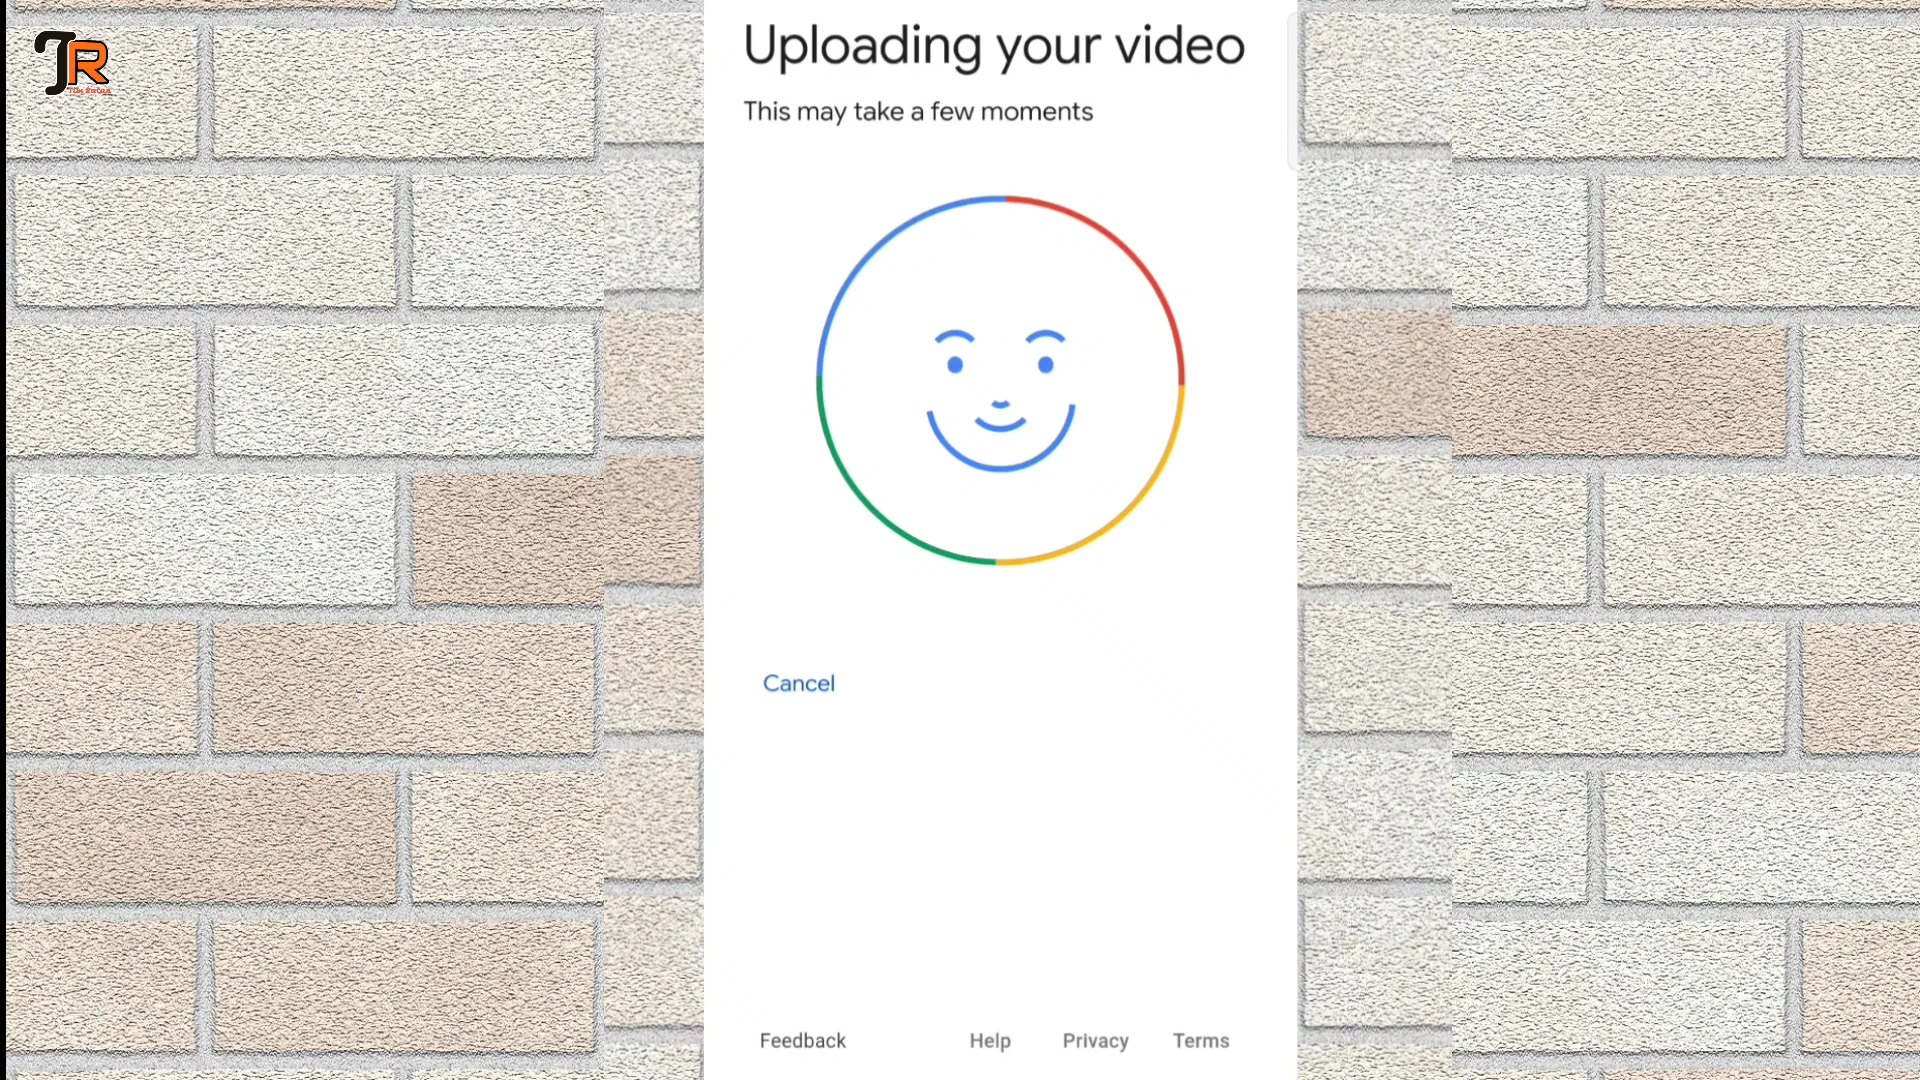 JR
Uploading your video
This may take a few moments
Cancel
Feedback Help Privacy Terms